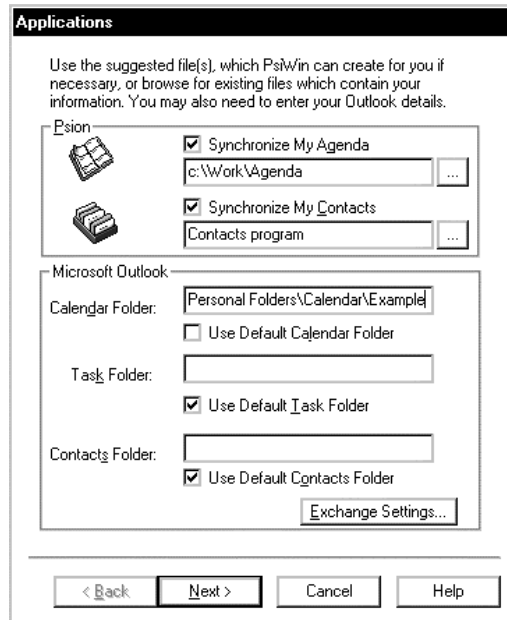 Applications
Use the suggested file(s), which PsiWin can create for you if
necessary, or browse for existing files which contain your
information. You may also need to enter your Outlook details.
Psion
Synchronize My Agenda
c:\Work\Agenda
...
Synchronize My Contacts
Contacts program
...
Microsoft Outlook
Calendar Folder:
Personal Folders\Calendar\Example
Use Default Calendar Folder
Task Folder:
Use Default Task Folder
Contacts Folder:
Use Default Contacts Folder
Exchange Settings...
< Back
Next >
Cancel
Help